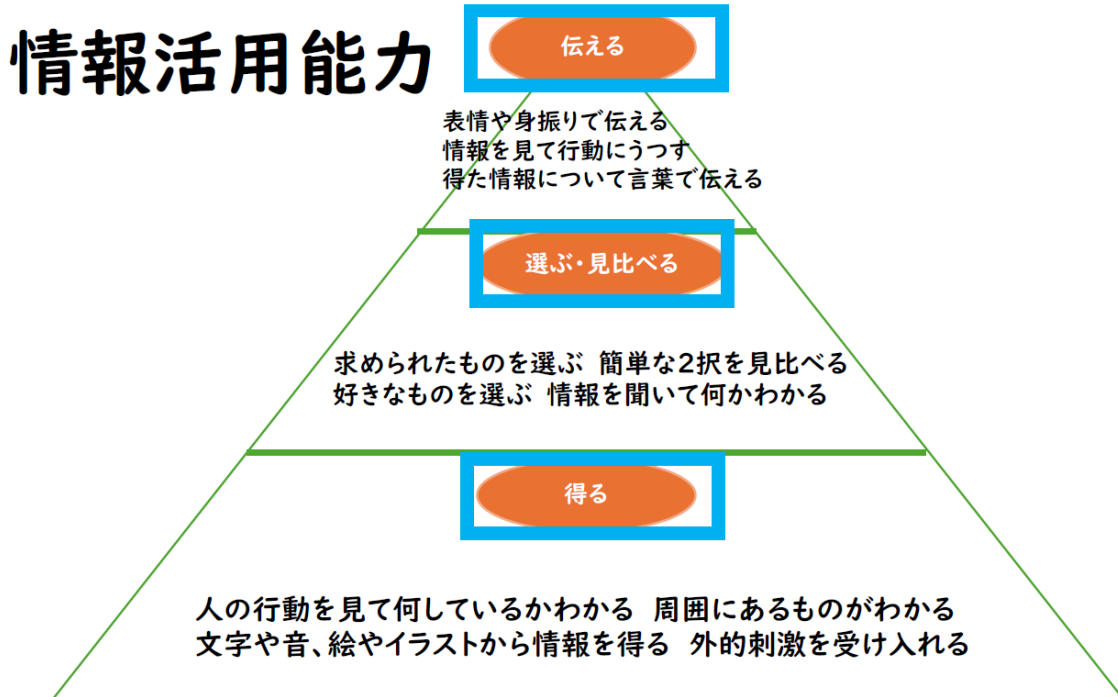 情報活用能力
伝える
表情や身振りで伝える
情報を見て行動にうつす
得た情報について言葉で伝える
選ぶ・見比べる
求められたものを選ぶ 簡単な2択を見比べる
好きなものを選ぶ 情報を聞いて何かわかる
得る
人の行動を見て何しているかわかる 周囲にあるものがわかる
文字や音、絵やイラストから情報を得る 外的刺激を受け入れる